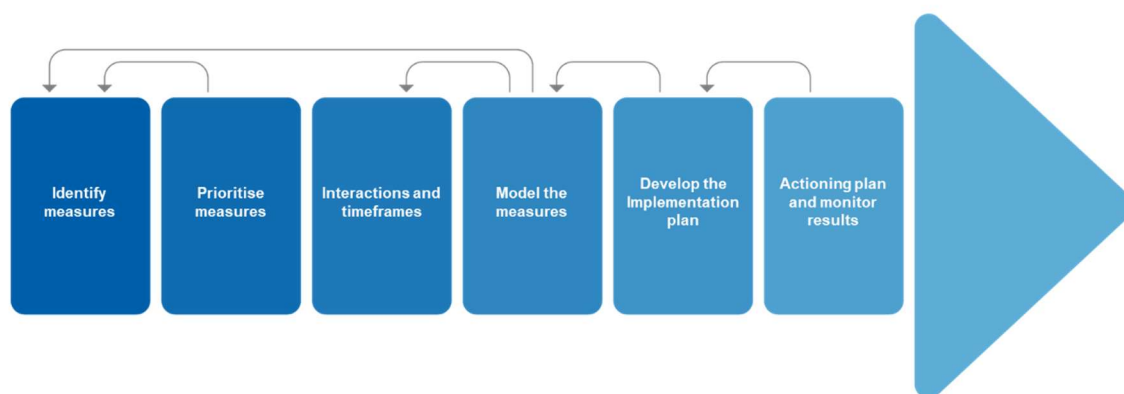 Identify
measures
Prioritise
measures
Interactions and
timeframes
Model the
measures
Develop the
Implementation
plan
Actioning plan
and monitor
results